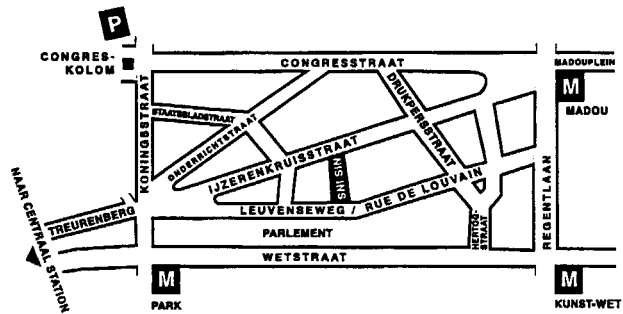 P
CONGRES-
KOLOM
CONGRESSTRAAT
MADOUPLEIN
M
MADOU
KONINGSSTRAAT
STAATSBLADSTRAAT
ONDERRICHTSTRAAT
DRUKPERSSTRAAT
IJZERENKRUISSTRAAT
NIS INS
LEUVENSEWEG / RUE DE LOUVAIN
REGENTLAAN
NAAR CENTRAAL STATION
TREURENBERG
PARLEMENT
HERTOG-
STRAAT
WETSTRAAT
M
PARK
M
KUNST-WET